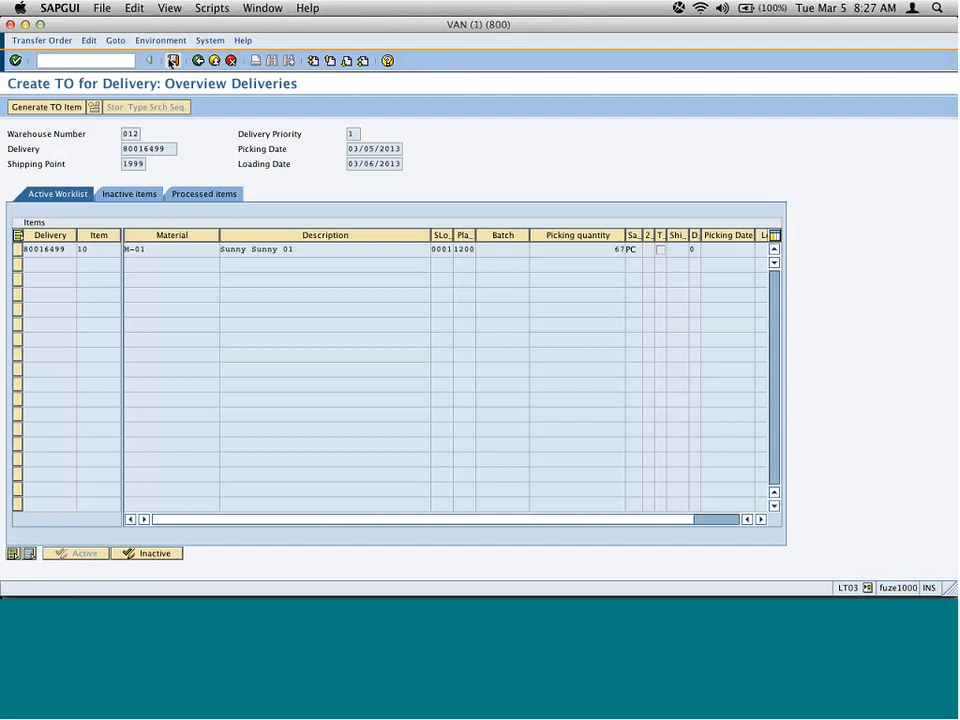 SAPGUI File Edit View Scripts Window Help (100%) Tue Mar 5 8:27 AM
VAN (1) (800)
Transfer Order Edit Goto Environment System Help
Create TO for Delivery: Overview Deliveries
Generate TO Item Stor. Type Srch Seq.
Warehouse Number 012 Delivery Priority 1
Delivery 80016499 Picking Date 03/05/2013
Shipping Point 1999 Loading Date 03/06/2013
Active Worklist Inactive items Processed items
Items
Delivery Item Material Description SLo.. Pla.. Batch Picking quantity Sa.. 2.. T.. Shi.. D.. Picking Date Lo
80016499 10 M-01 Sunny Sunny 01 0001 1200 67 PC 0
Active Inactive
LT03 fuze1000 INS